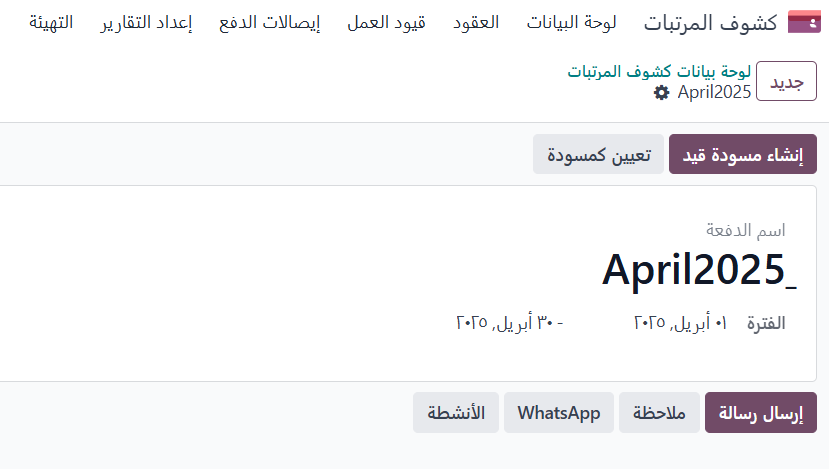 كشوف المرتبات لوحة البيانات العقود قيود العمل إيصالات الدفع إعداد التقارير التهيئة
جديد
لوحة بيانات كشوف المرتبات
April2025
إنشاء مسودة قيد تعيين كمسودة
اسم الدفعة
April2025_
الفترة ٠١ أبريل, ٢٠٢٥ - ٣٠ أبريل, ٢٠٢٥
إرسال رسالة ملاحظة WhatsApp الأنشطة